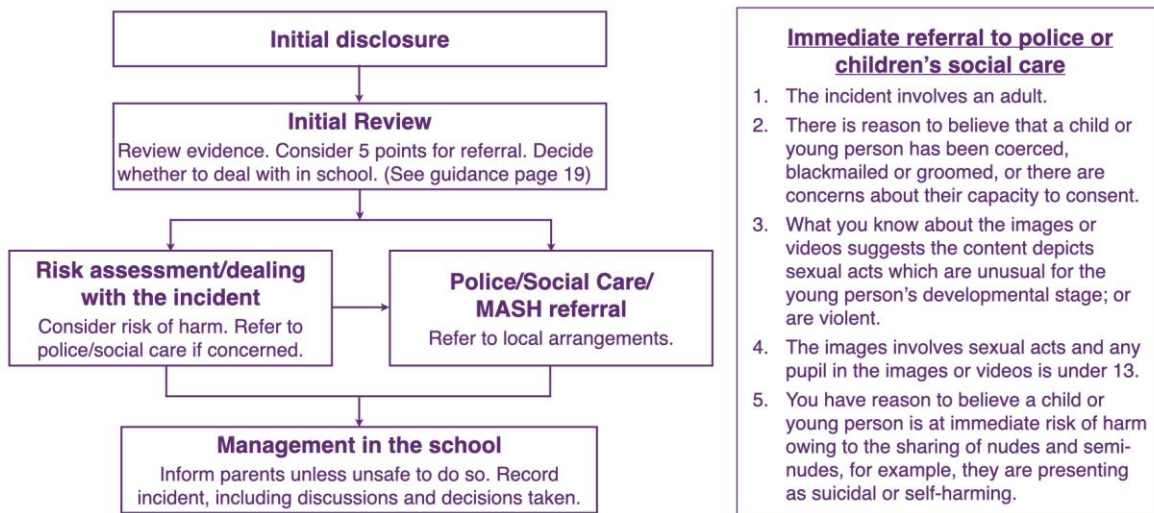 Initial disclosure
Initial Review
Review evidence. Consider 5 points for referral. Decide
whether to deal with in school. (See guidance page 19)
Risk assessment/dealing
with the incident
Consider risk of harm. Refer to
police/social care if concerned.
Police/Social Care/
MASH referral
Refer to local arrangements.
Management in the school
Inform parents unless unsafe to do so. Record
incident, including discussions and decisions taken.
Immediate referral to police or
children's social care
1. The incident involves an adult.
2. There is reason to believe that a child or
young person has been coerced,
blackmailed or groomed, or there are
concerns about their capacity to consent.
3. What you know about the images or
videos suggests the content depicts
sexual acts which are unusual for the
young person's developmental stage; or
are violent.
4. The images involves sexual acts and any
pupil in the images or videos is under 13.
5. You have reason to believe a child or
young person is at immediate risk of harm
owing to the sharing of nudes and semi-
nudes, for example, they are presenting
as suicidal or self-harming.